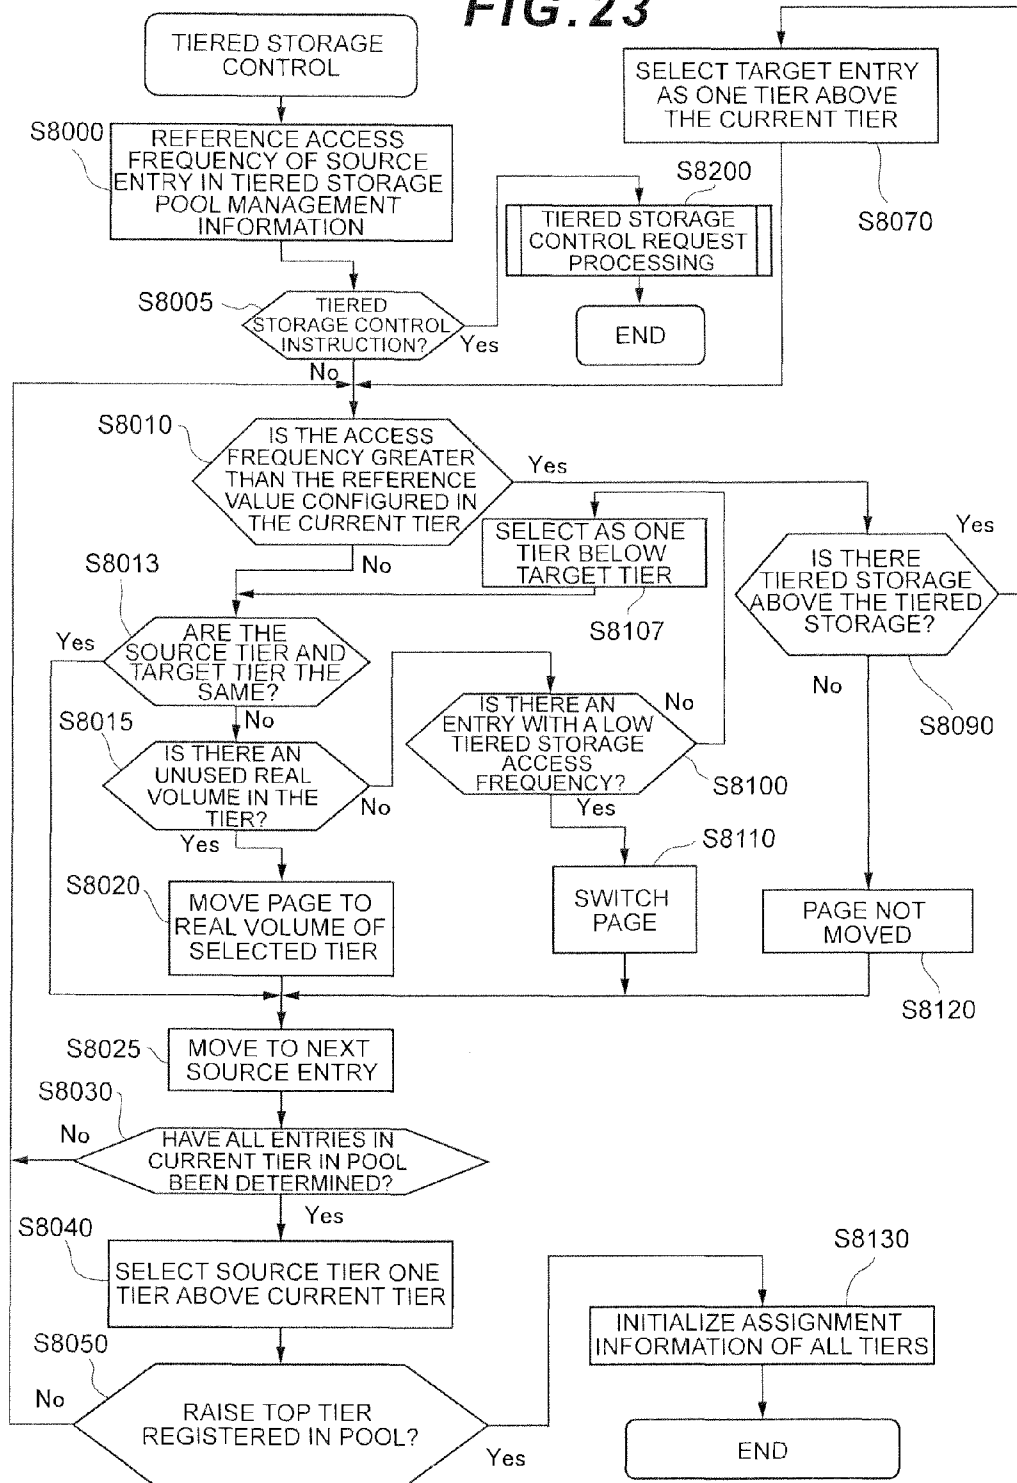 FIG. 23
TIERED STORAGE
CONTROL
S8000
REFERENCE ACCESS
FREQUENCY OF SOURCE
ENTRY IN TIERED STORAGE
POOL MANAGEMENT
INFORMATION
S8005
TIERED
STORAGE CONTROL
INSTRUCTION?
Yes
No
S8200
TIERED STORAGE
CONTROL REQUEST
PROCESSING
END
SELECT TARGET ENTRY
AS ONE TIER ABOVE
THE CURRENT TIER
S8070
S8010
IS THE ACCESS
FREQUENCY GREATER
THAN THE REFERENCE
VALUE CONFIGURED IN
THE CURRENT TIER
Yes
No
SELECT AS ONE
TIER BELOW
TARGET TIER
S8107
Yes
IS THERE
TIERED STORAGE
ABOVE THE TIERED
STORAGE?
No
S8090
S8013
Yes
ARE THE
SOURCE TIER AND
TARGET TIER THE
SAME?
No
S8015
IS THERE AN
UNUSED REAL
VOLUME IN THE
TIER?
No
Yes
IS THERE AN
ENTRY WITH A LOW
TIERED STORAGE
ACCESS
FREQUENCY?
No
S8100
Yes
S8110
SWITCH
PAGE
S8020
MOVE PAGE TO
REAL VOLUME OF
SELECTED TIER
PAGE NOT
MOVED
S8120
S8025
MOVE TO NEXT
SOURCE ENTRY
S8030
No
HAVE ALL ENTRIES IN
CURRENT TIER IN POOL
BEEN DETERMINED?
Yes
S8040
SELECT SOURCE TIER ONE
TIER ABOVE CURRENT TIER
S8050
No
RAISE TOP TIER
REGISTERED IN POOL?
Yes
S8130
INITIALIZE ASSIGNMENT
INFORMATION OF ALL TIERS
END